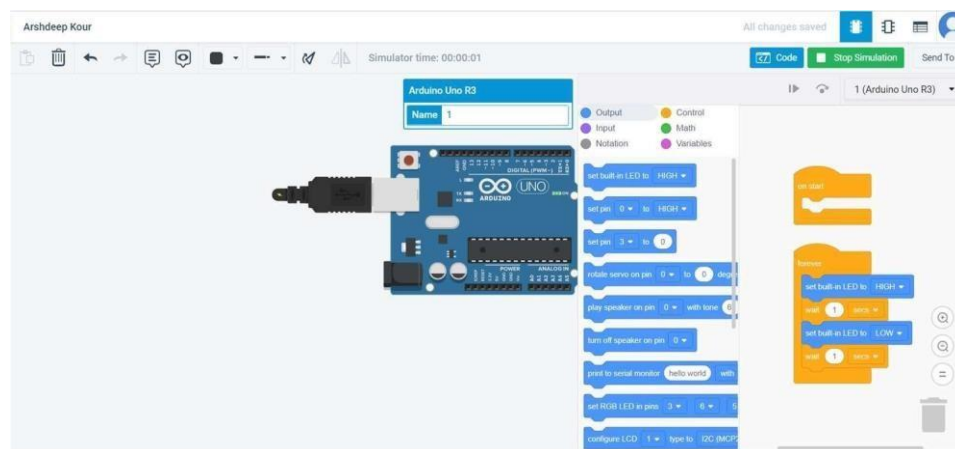 Arshdeep Kour
All changes saved
Simulator time: 00:00:01
Code
Stop Simulation
Send To
1 (Arduino Uno R3)
Arduino Uno R3
Name 1
Output
Control
Input
Math
Notation
Variables
DIGITAL (PWM~)
UNO
ARDUINO
POWER
ANALOG IN
set built-in LED to HIGH
set pin 0 to HIGH
set pin 3 to 0
rotate servo on pin 0 to 0 degre
play speaker on pin 0 with tone 6
turn off speaker on pin 0
print to serial monitor hello world with
set RGB LED in pins 3 6 5
configure LCD 1 type to I2C (MCP2
on start
forever
set built-in LED to HIGH
wait 1 secs
set built-in LED to LOW
wait 1 secs